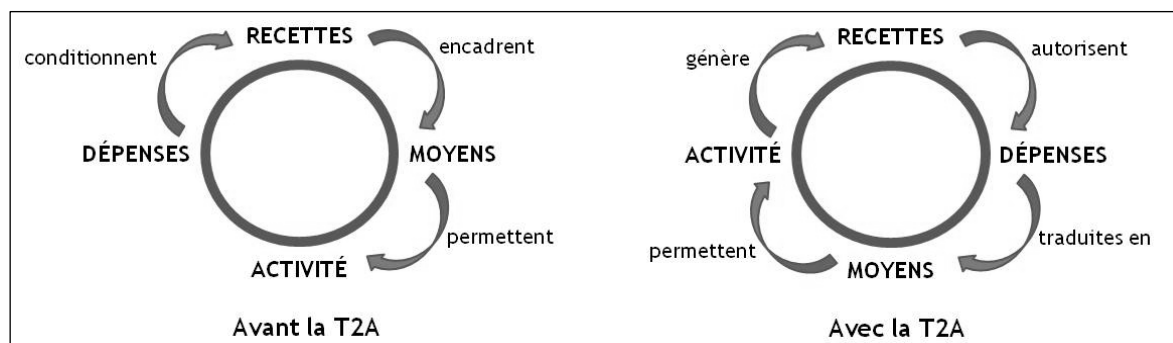 RECETTES
conditionnent
encadrent
DÉPENSES
MOYENS
permettent
ACTIVITÉ
Avant la T2A
RECETTES
génère
autorisent
ACTIVITÉ
DÉPENSES
permettent
traduites en
MOYENS
Avec la T2A